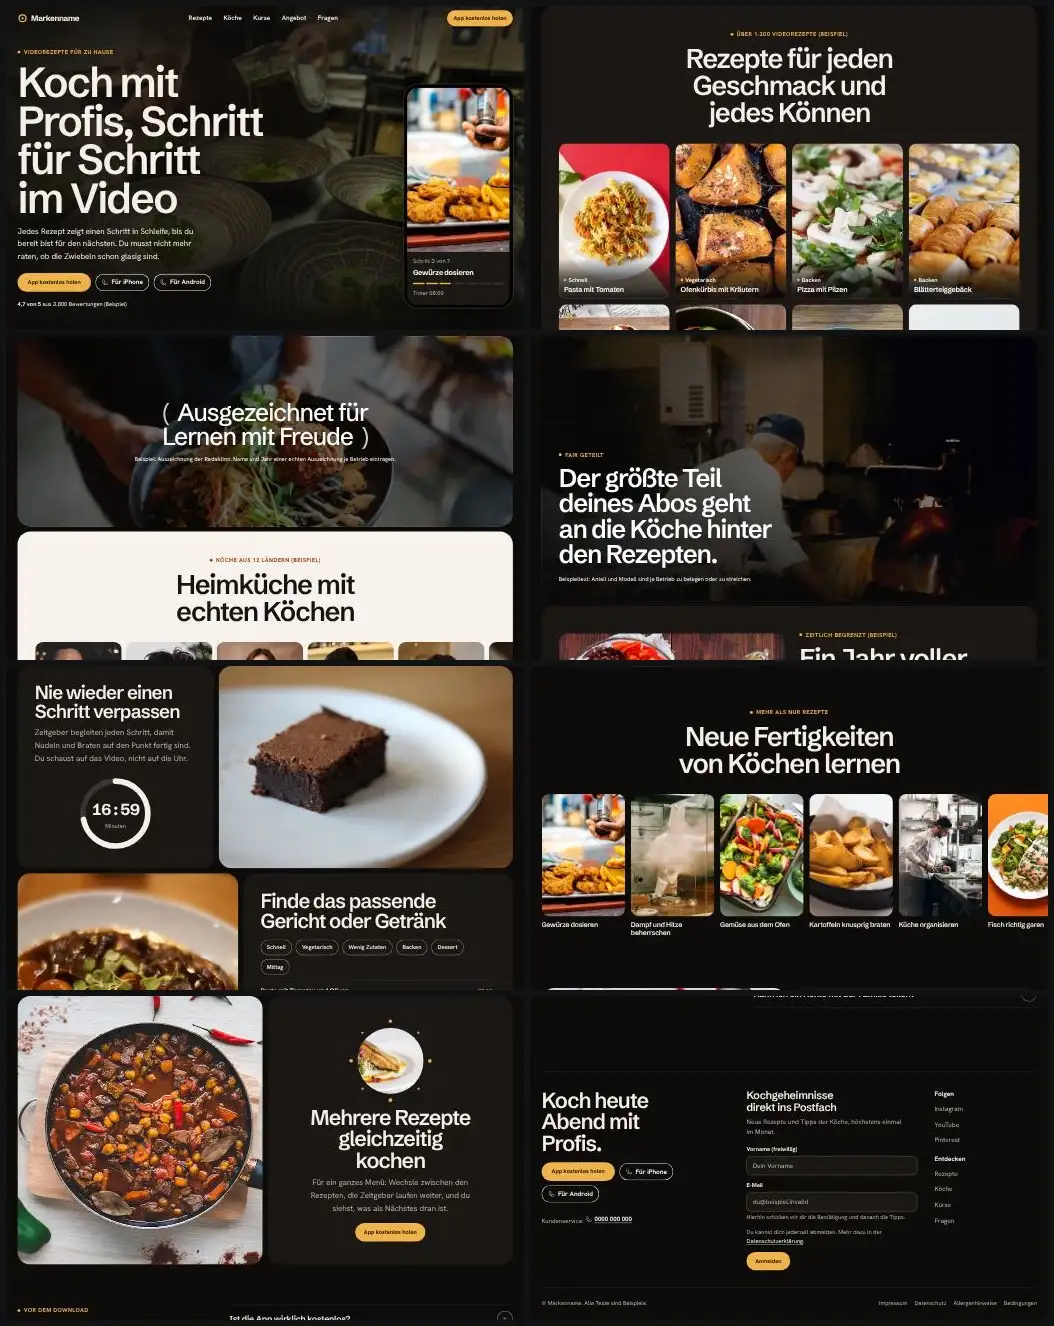 Markenname
Rezepte
Köche
Kurse
Angebot
Fragen
App kostenlos holen
VIDEOREZEPTE FÜR ZU HAUSE
Koch mit
Profis, Schritt
für Schritt
im Video
Jedes Rezept zeigt einen Schritt in Schleife, bis du
bereit bist für den nächsten. Du musst nicht mehr
raten, ob die Zwiebeln schon glasig sind.
App kostenlos holen
Für iPhone
Für Android
4,7 von 5 aus 3.800 Bewertungen (Beispiel)
Schritt 3 von 7
Gewürze dosieren
Timer 08:00
ÜBER 1.200 VIDEOREZEPTE (BEISPIEL)
Rezepte für jeden
Geschmack und
jedes Können
Schnell
Pasta mit Tomaten
Vegetarisch
Ofenkürbis mit Kräutern
Backen
Pizza mit Pilzen
Backen
Blätterteiggebäck
( Ausgezeichnet für
Lernen mit Freude )
Beispiel: Auszeichnung der Redaktion. Name und Jahr einer echten Auszeichnung je Betrieb eintragen.
KÖCHE AUS 12 LÄNDERN (BEISPIEL)
Heimküche mit
echten Köchen
FAIR GETEILT
Der größte Teil
deines Abos geht
an die Köche hinter
den Rezepten.
Beispieltext: Anteil und Modell sind je Betrieb zu belegen oder zu streichen.
ZEITLICH BEGRENZT (BEISPIEL)
Ein Jahr voller
Nie wieder einen
Schritt verpassen
Zeitgeber begleiten jeden Schritt, damit
Nudeln und Braten auf den Punkt fertig sind.
Du schaust auf das Video, nicht auf die Uhr.
16:59
Minuten
Finde das passende
Gericht oder Getränk
Schnell
Vegetarisch
Wenig Zutaten
Backen
Dessert
Mittag
MEHR ALS NUR REZEPTE
Neue Fertigkeiten
von Köchen lernen
Gewürze dosieren
Dampf und Hitze
beherrschen
Gemüse aus dem Ofen
Kartoffeln knusprig braten
Küche organisieren
Fisch richtig garen
Mehrere Rezepte
gleichzeitig
kochen
Für ein ganzes Menü: Wechsle zwischen den
Rezepten, die Zeitgeber laufen weiter, und du
siehst, was als Nächstes dran ist.
App kostenlos holen
VOR DEM DOWNLOAD
Ist die App wirklich kostenlos?
Koch heute
Abend mit
Profis.
App kostenlos holen
Für iPhone
Für Android
Kundenservice: 0000 000 000
Kochgeheimnisse
direkt ins Postfach
Neue Rezepte und Tipps der Köche, höchstens einmal
im Monat.
Vorname (freiwillig)
Dein Vorname
E-Mail
du@beispiel.invalid
Hierhin schicken wir dir die Bestätigung und danach die Tipps.
Du kannst dich jederzeit abmelden. Mehr dazu in der
Datenschutzerklärung.
Anmelden
Folgen
Instagram
YouTube
Pinterest
Entdecken
Rezepte
Köche
Kurse
Fragen
© Markenname. Alle Texte sind Beispiele.
Impressum
Datenschutz
Allergenhinweise
Bedingungen